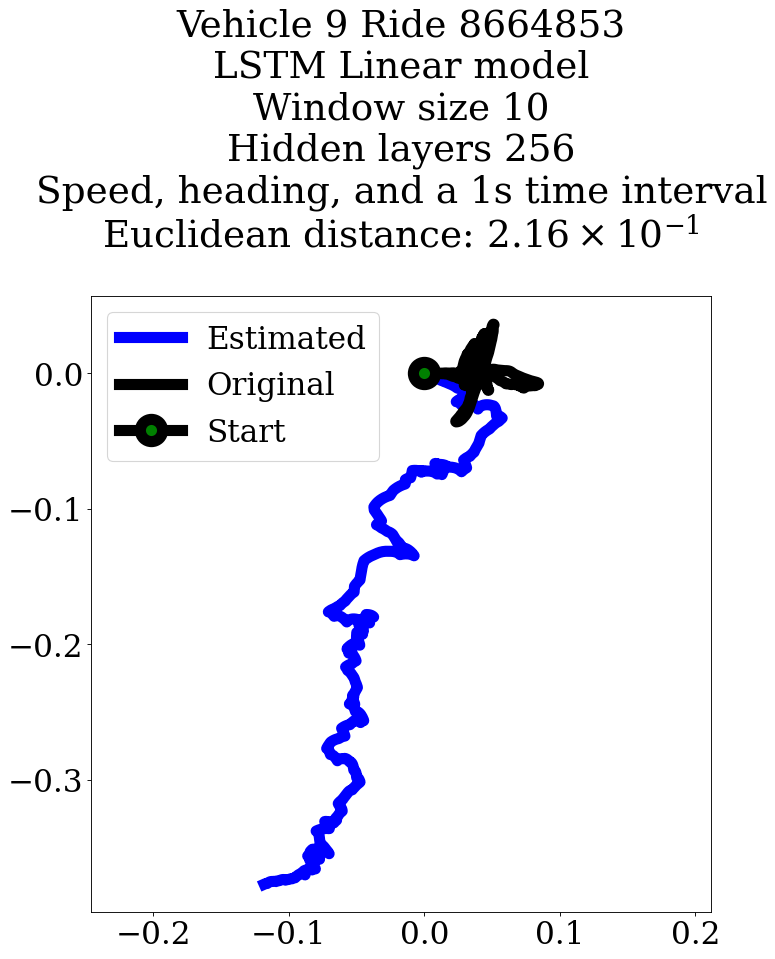 Vehicle 9 Ride 8664853
LSTM Linear model
Window size 10
Hidden layers 256
Speed, heading, and a 1s time interval
Euclidean distance: 2.16 × 10⁻¹
Estimated
Original
Start
0.0
−0.1
−0.2
−0.3
−0.2
−0.1
0.0
0.1
0.2